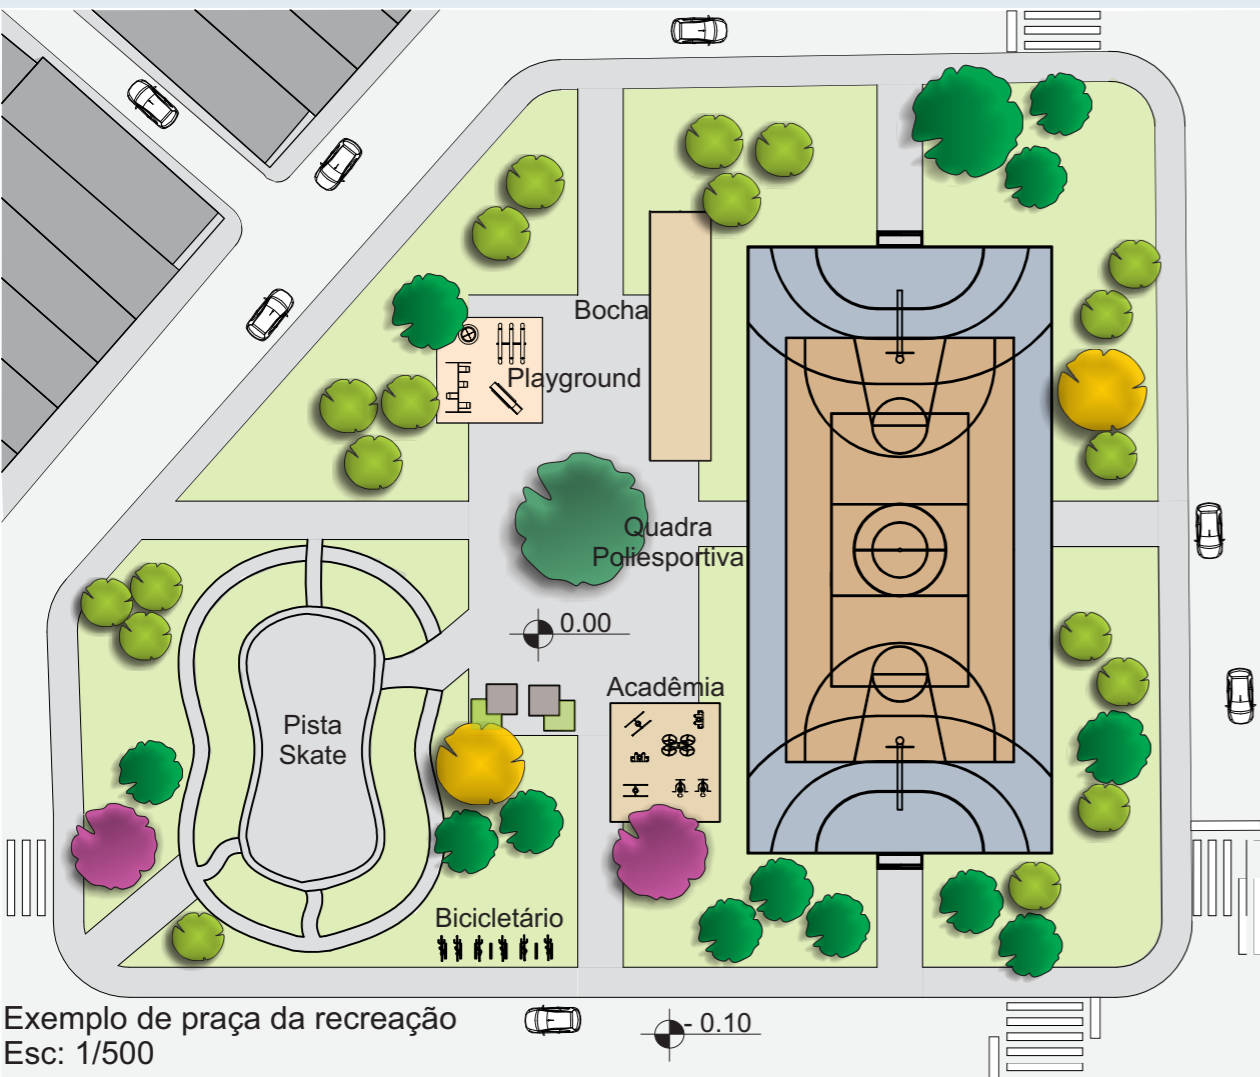 Bocha
Playground
Quadra
Poliesportiva
0.00
Acadêmia
Pista
Skate
Bicicletário
Exemplo de praça da recreação
Esc: 1/500
- 0.10